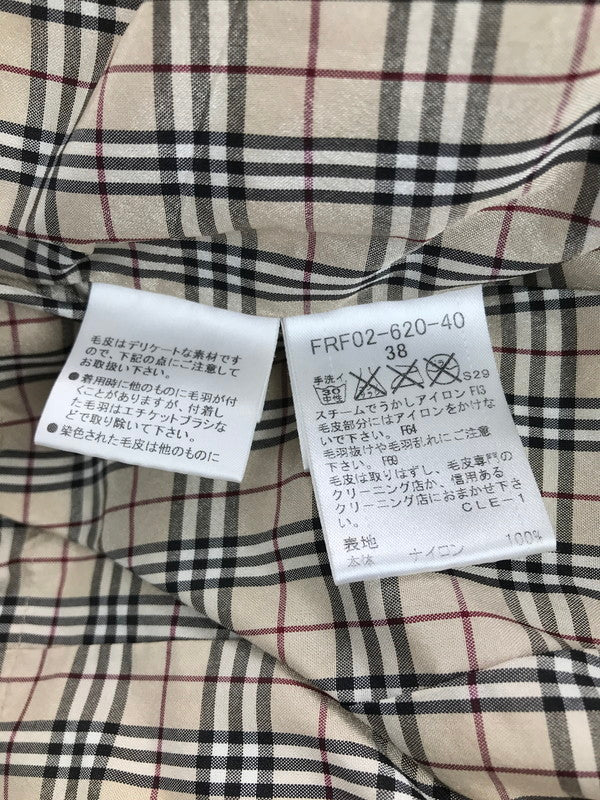 毛皮はデリケートな素材です
ので、下記の点にご注意して
お取扱い下さい。
●着用時に他のものに毛羽が付
くことがありますが、付着し
た毛羽はエチケットブラシな
どで取り除いて下さい。
●染色された毛皮は他のものに
FRF02-620-40
38
手洗イ
S29
スチームでうかしアイロン F13
毛皮部分にはアイロンをかけな
いで下さい。 F64
毛羽抜けや毛羽乱れにご注意
下さい。 F69
毛皮は取りはずし、毛皮専門の
クリーニング店か、信用ある
クリーニング店におまかせ下さ
い。 CLE-1
表地
本体 ナイロン 100%